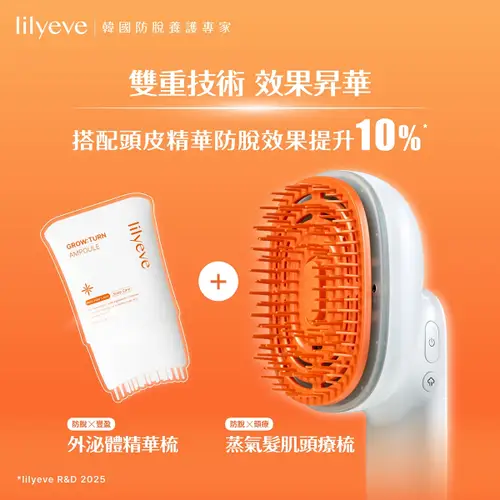 lilyeve | 韓國防脫養護專家
雙重技術 效果昇華
搭配頭皮精華防脫效果提升10%*
lilyeve
GROW:TURN
AMPOULE
+
防脫×豐盈
外泌體精華梳
防脫×頭療
蒸氣髮肌頭療梳
*lilyeve R&D 2025